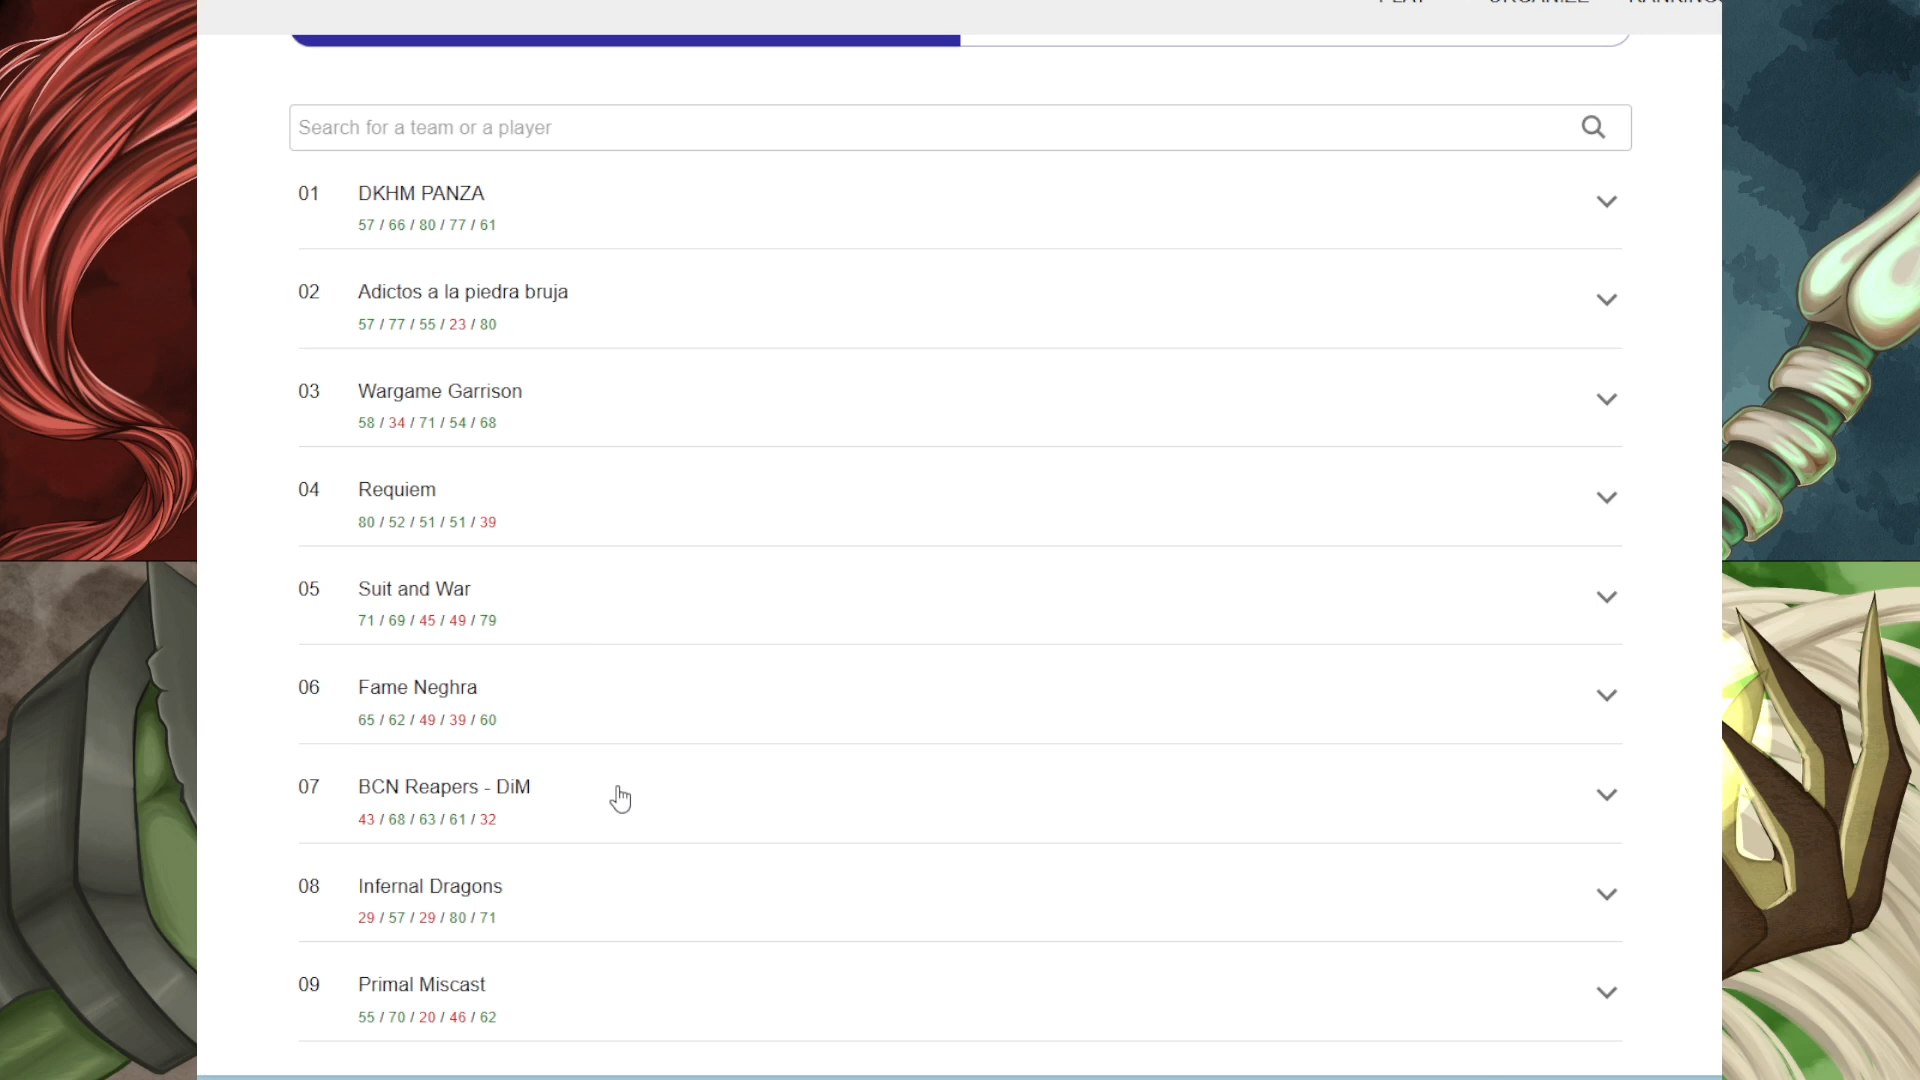 Search for a team or a player
01 DKHM PANZA
57 / 66 / 80 / 77 / 61
02 Adictos a la piedra bruja
57 / 77 / 55 / 23 / 80
03 Wargame Garrison
58 / 34 / 71 / 54 / 68
04 Requiem
80 / 52 / 51 / 51 / 39
05 Suit and War
71 / 69 / 45 / 49 / 79
06 Fame Neghra
65 / 62 / 49 / 39 / 60
07 BCN Reapers - DiM
43 / 68 / 63 / 61 / 32
08 Infernal Dragons
29 / 57 / 29 / 80 / 71
09 Primal Miscast
55 / 70 / 20 / 46 / 62